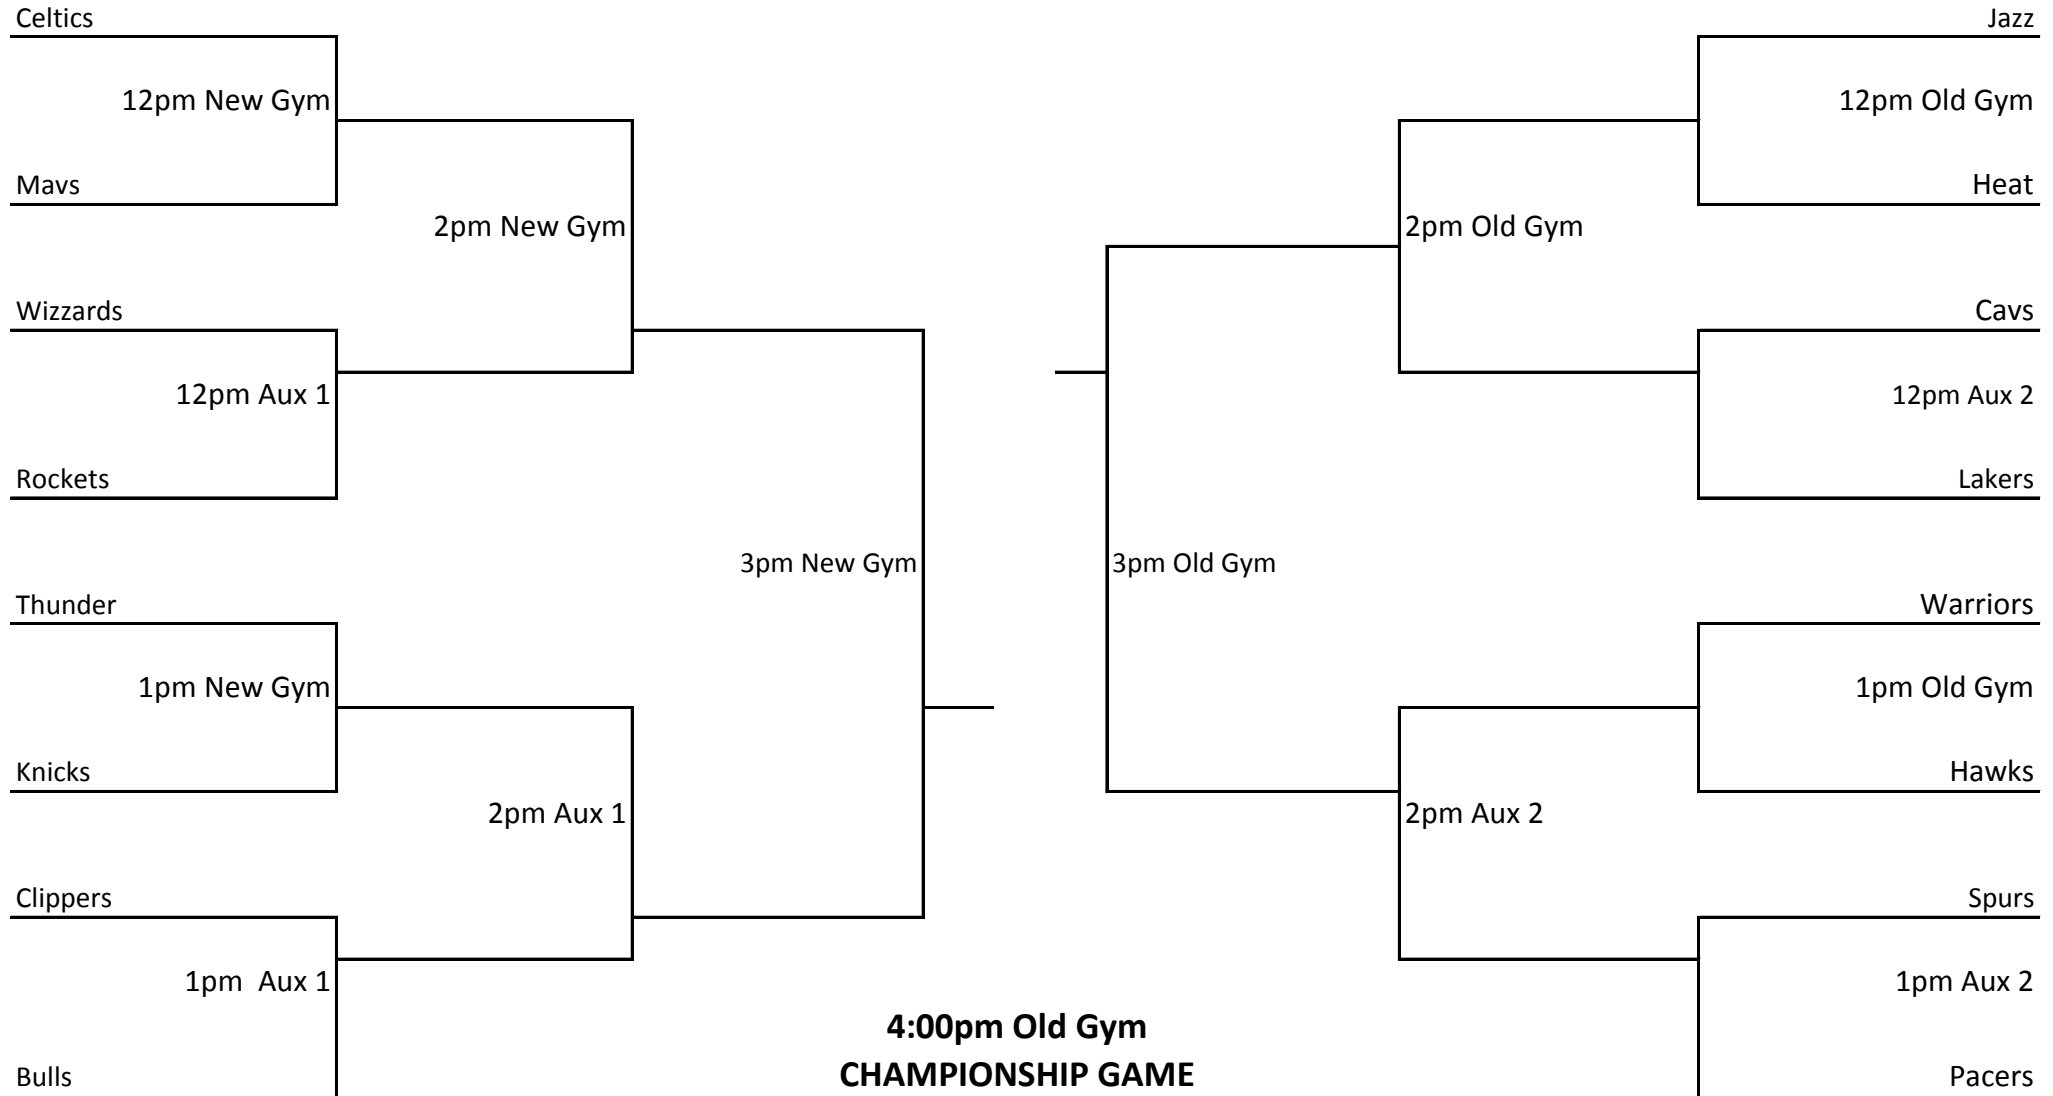 Celtics
Jazz
12pm New Gym
12pm Old Gym
Mavs
Heat
2pm New Gym
2pm Old Gym
Wizzards
Cavs
12pm Aux 1
12pm Aux 2
Rockets
Lakers
3pm New Gym
3pm Old Gym
Thunder
Warriors
1pm New Gym
1pm Old Gym
Knicks
Hawks
2pm Aux 1
2pm Aux 2
Clippers
Spurs
1pm  Aux 1
1pm Aux 2
4:00pm Old Gym
CHAMPIONSHIP GAME
Bulls
Pacers